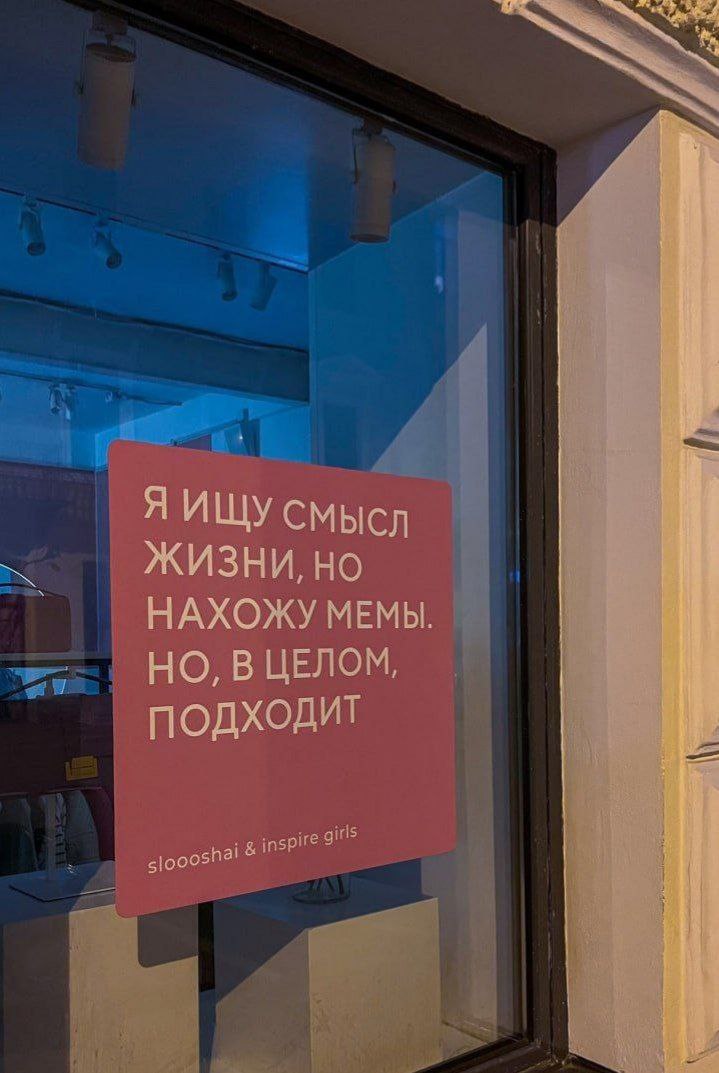 Я ИЩУ СМЫСЛ
ЖИЗНИ, НО
НАХОЖУ МЕМЫ.
НО, В ЦЕЛОМ,
ПОДХОДИТ
sloooshai & inspire girls